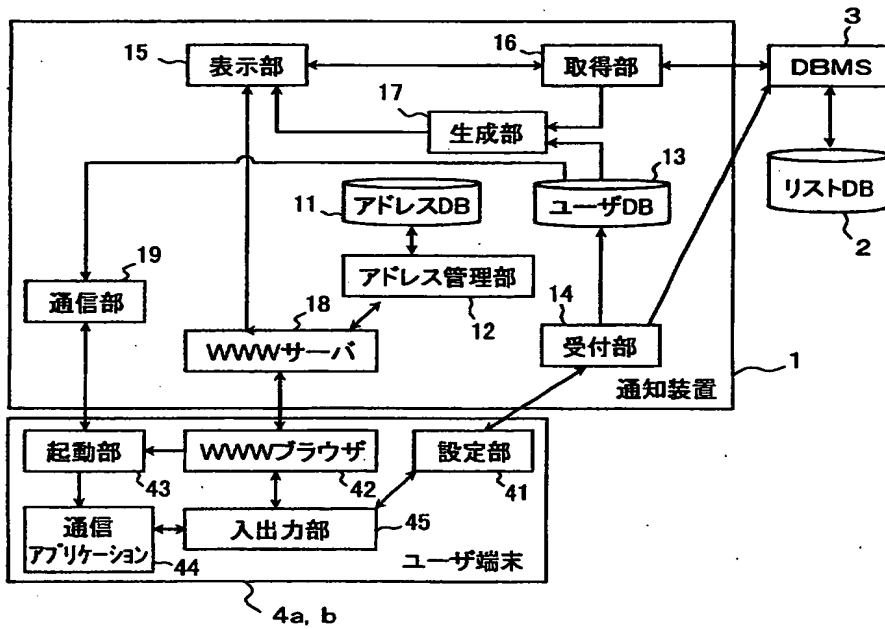 15
表示部
16
取得部
3
DBMS
17
生成部
11
アドレスDB
13
ユーザDB
リストDB
2
19
通信部
アドレス管理部
12
18
WWWサーバ
14
受付部
通知装置
1
起動部
43
WWWブラウザ
42
設定部
41
通信
アプリケーション
44
入出力部
45
ユーザ端末
4a, b